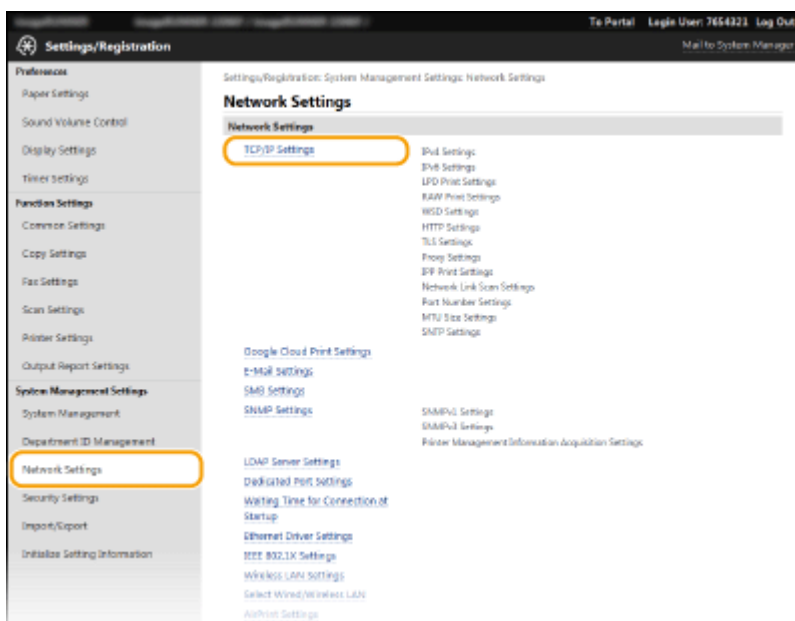 To Portal Login User: 7654321 Log Out
Settings/Registration
Mail to System Manager
Preferences
Paper Settings
Sound Volume Control
Display Settings
Timer Settings
Function Settings
Common Settings
Copy Settings
Fax Settings
Scan Settings
Printer Settings
Output Report Settings
System Management Settings
System Management
Department ID Management
Network Settings
Security Settings
Import/Export
Initialize Setting Information
Settings/Registration: System Management Settings: Network Settings
Network Settings
Network Settings
TCP/IP Settings
IPv4 Settings
IPv6 Settings
LPD Print Settings
RAW Print Settings
WSD Settings
HTTP Settings
TLS Settings
Proxy Settings
IPP Print Settings
Network Link Scan Settings
Port Number Settings
MTU Size Settings
SNTP Settings
Google Cloud Print Settings
E-Mail Settings
SMB Settings
SNMP Settings
SNMPv1 Settings
SNMPv3 Settings
Printer Management Information Acquisition Settings
LDAP Server Settings
Dedicated Port Settings
Waiting Time for Connection at
Startup
Ethernet Driver Settings
IEEE 802.1X Settings
Wireless LAN Settings
Select Wired/Wireless LAN
AirPrint Settings